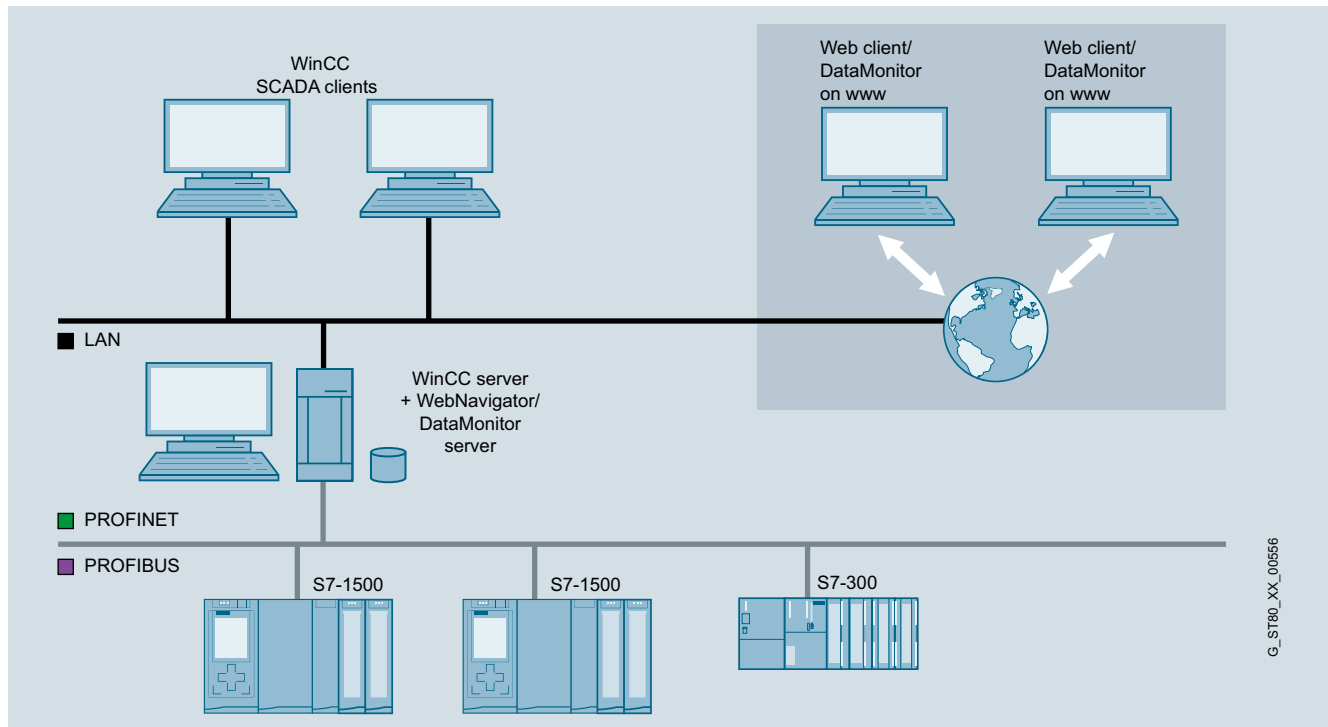 WinCC
SCADA clients
Web client/
DataMonitor
on www
Web client/
DataMonitor
on www
LAN
WinCC server
+ WebNavigator/
DataMonitor
server
PROFINET
PROFIBUS
S7-1500
S7-1500
S7-300
G_ST80_XX_00556